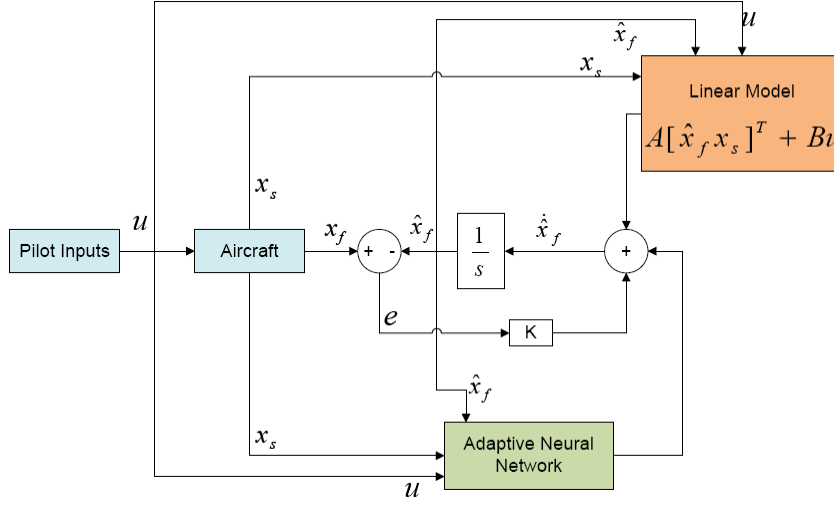 u
x̂_f
x_s
Linear Model
A[x̂_f x_s]^T + Bu
x_s
u
x_f
x̂_f
1/s
x̂̇_f
Pilot Inputs
Aircraft
+ -
+
e
K
x̂_f
x_s
Adaptive Neural
Network
u